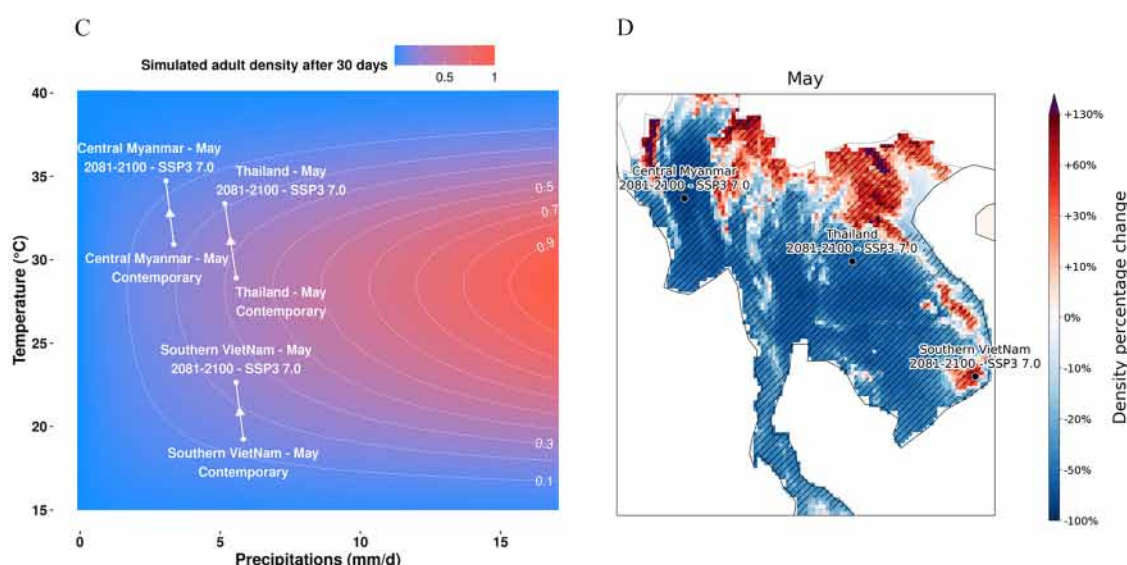 C
Simulated adult density after 30 days
0.5
1
40
35
30
25
20
15
Temperature (°C)
Central Myanmar - May
2081-2100 - SSP3 7.0
Thailand - May
2081-2100 - SSP3 7.0
Central Myanmar - May
Contemporary
Thailand - May
Contemporary
Southern VietNam - May
2081-2100 - SSP3 7.0
Southern VietNam - May
Contemporary
0.5
0.7
0.9
0.3
0.1
0
5
10
15
Precipitations (mm/d)
D
May
Central Myanmar
2081-2100 - SSP3 7.0
Thailand
2081-2100 - SSP3 7.0
Southern VietNam
2081-2100 - SSP3 7.0
+130%
+60%
+30%
+10%
0%
-10%
-20%
-50%
-100%
Density percentage change